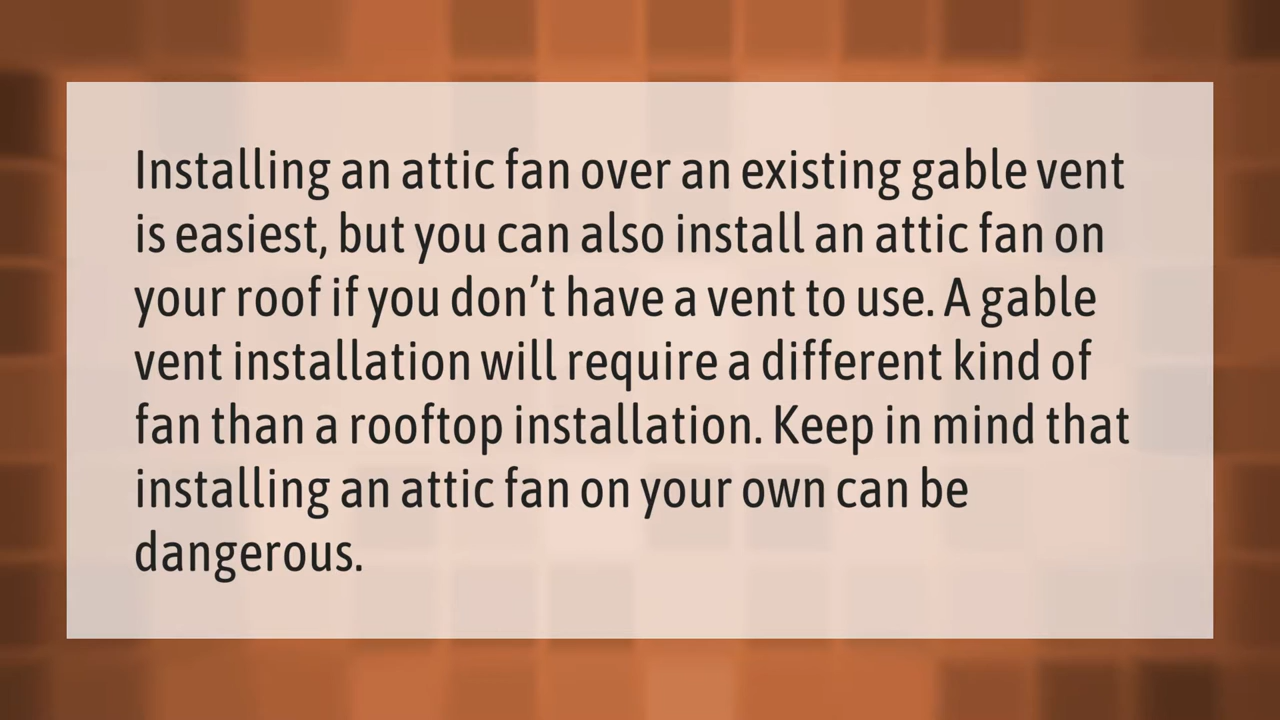 Installing an attic fan over an existing gable vent
is easiest, but you can also install an attic fan on
your roof if you don’t have a vent to use. A gable
vent installation will require a different kind of
fan than a rooftop installation. Keep in mind that
installing an attic fan on your own can be
dangerous.